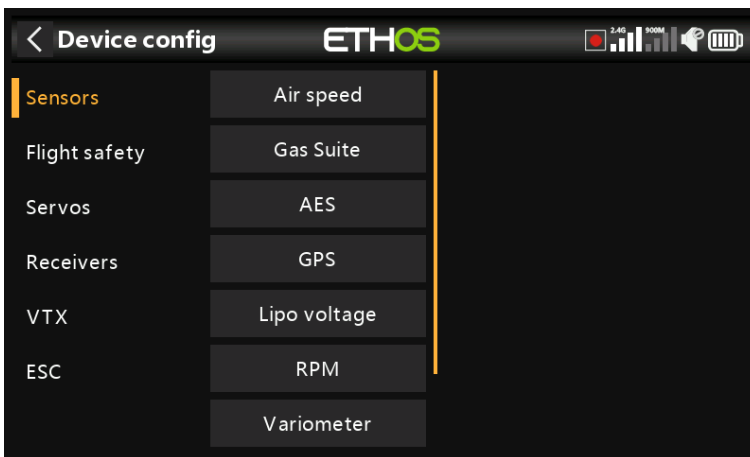 Device config
ETHOS
2.4G
900M
Sensors
Air speed
Flight safety
Gas Suite
Servos
AES
Receivers
GPS
VTX
Lipo voltage
ESC
RPM
Variometer